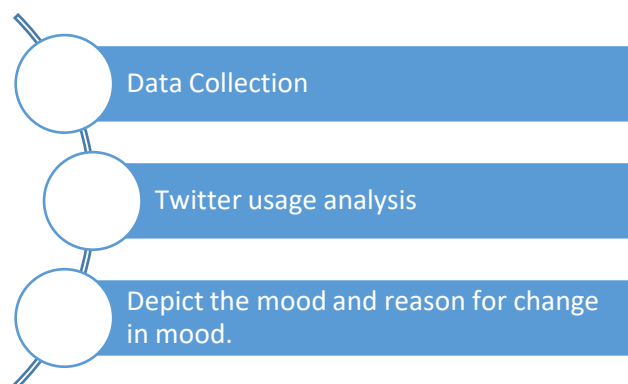 Data Collection
Twitter usage analysis
Depict the mood and reason for change
in mood.